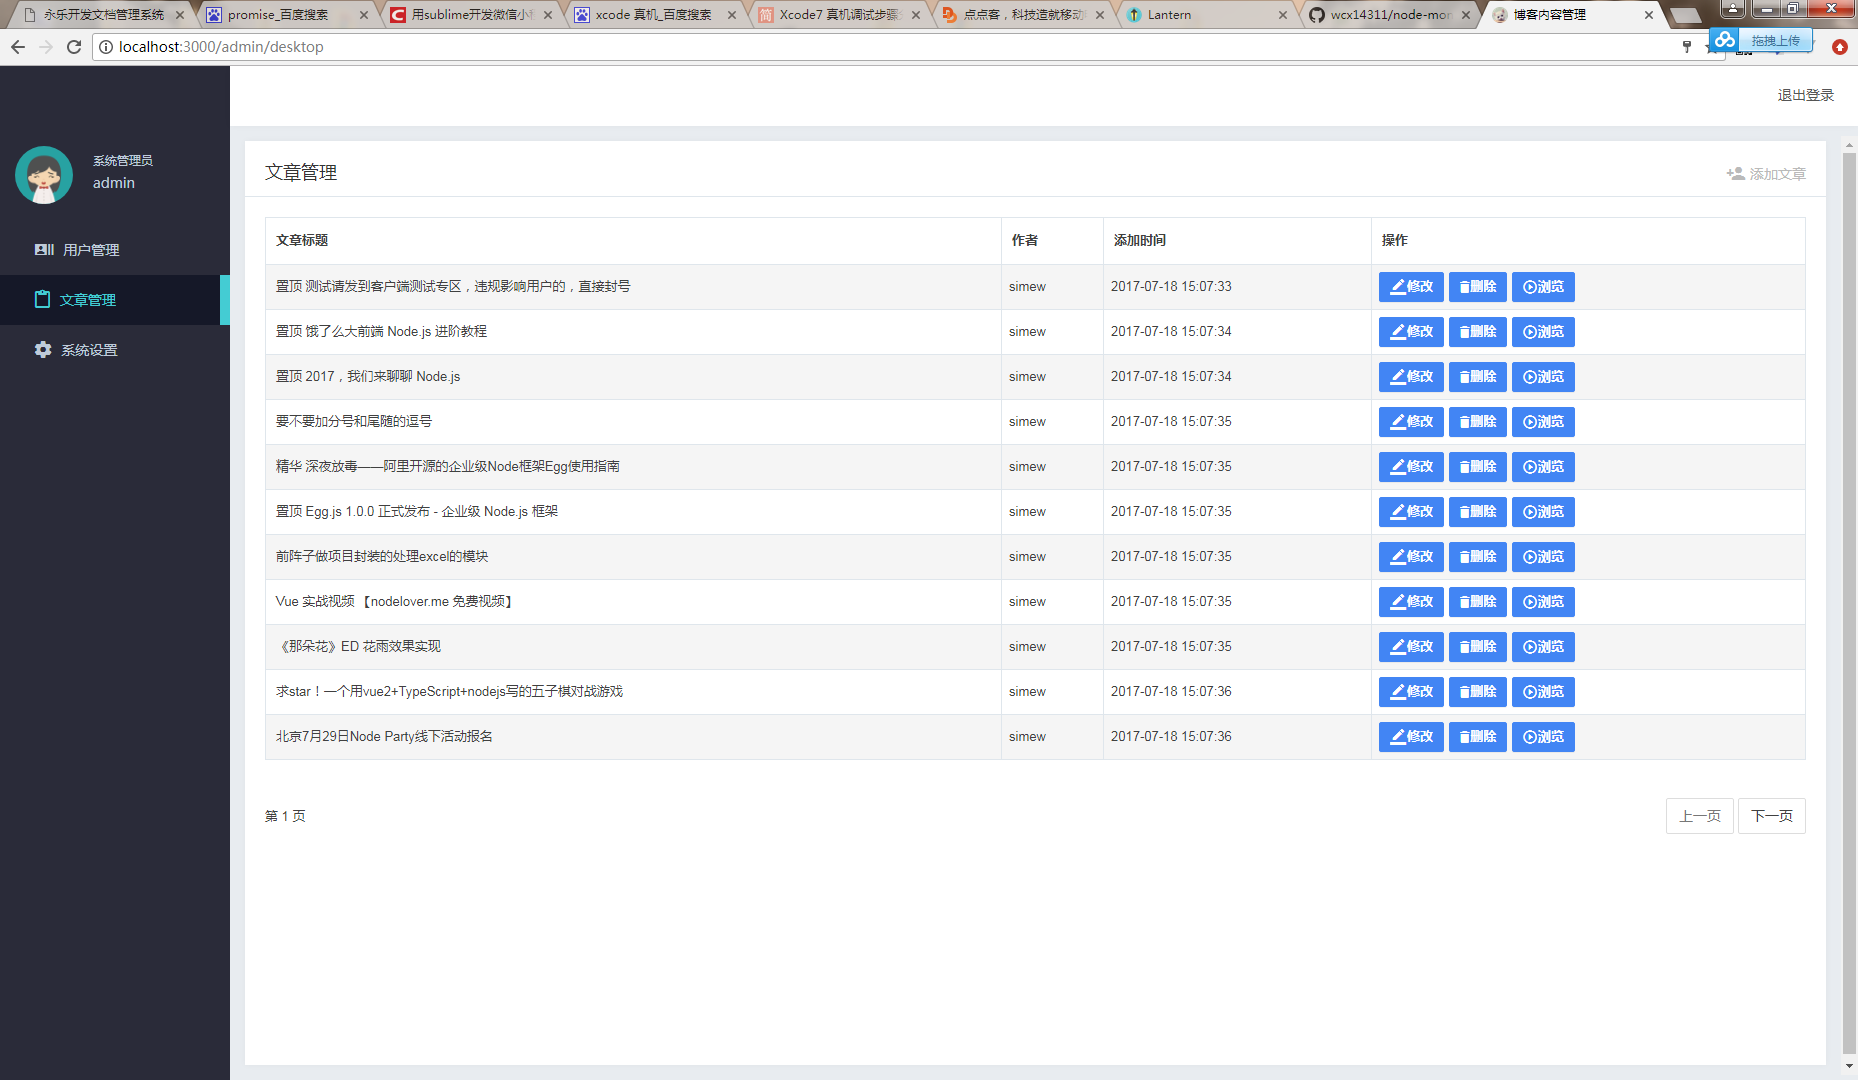 永乐开发文档管理系统
promise_百度搜索
用sublime开发微信小
xcode 真机_百度搜索
Xcode7 真机调试步骤
点点客，科技造就移动
Lantern
wcx14311/node-mon
博客内容管理
localhost:3000/admin/desktop
拖拽上传
退出登录
系统管理员
admin
用户管理
文章管理
系统设置
文章管理
添加文章
文章标题 作者 添加时间 操作
置顶 测试请发到客户端测试专区，违规影响用户的，直接封号 simew 2017-07-18 15:07:33 修改 删除 浏览
置顶 饿了么大前端 Node.js 进阶教程 simew 2017-07-18 15:07:34 修改 删除 浏览
置顶 2017，我们来聊聊 Node.js simew 2017-07-18 15:07:34 修改 删除 浏览
要不要加分号和尾随的逗号 simew 2017-07-18 15:07:35 修改 删除 浏览
精华 深夜放毒——阿里开源的企业级Node框架Egg使用指南 simew 2017-07-18 15:07:35 修改 删除 浏览
置顶 Egg.js 1.0.0 正式发布 - 企业级 Node.js 框架 simew 2017-07-18 15:07:35 修改 删除 浏览
前阵子做项目封装的处理excel的模块 simew 2017-07-18 15:07:35 修改 删除 浏览
Vue 实战视频 【nodelover.me 免费视频】 simew 2017-07-18 15:07:35 修改 删除 浏览
《那朵花》ED 花雨效果实现 simew 2017-07-18 15:07:35 修改 删除 浏览
求star！一个用vue2+TypeScript+nodejs写的五子棋对战游戏 simew 2017-07-18 15:07:36 修改 删除 浏览
北京7月29日Node Party线下活动报名 simew 2017-07-18 15:07:36 修改 删除 浏览
第 1 页
上一页 下一页